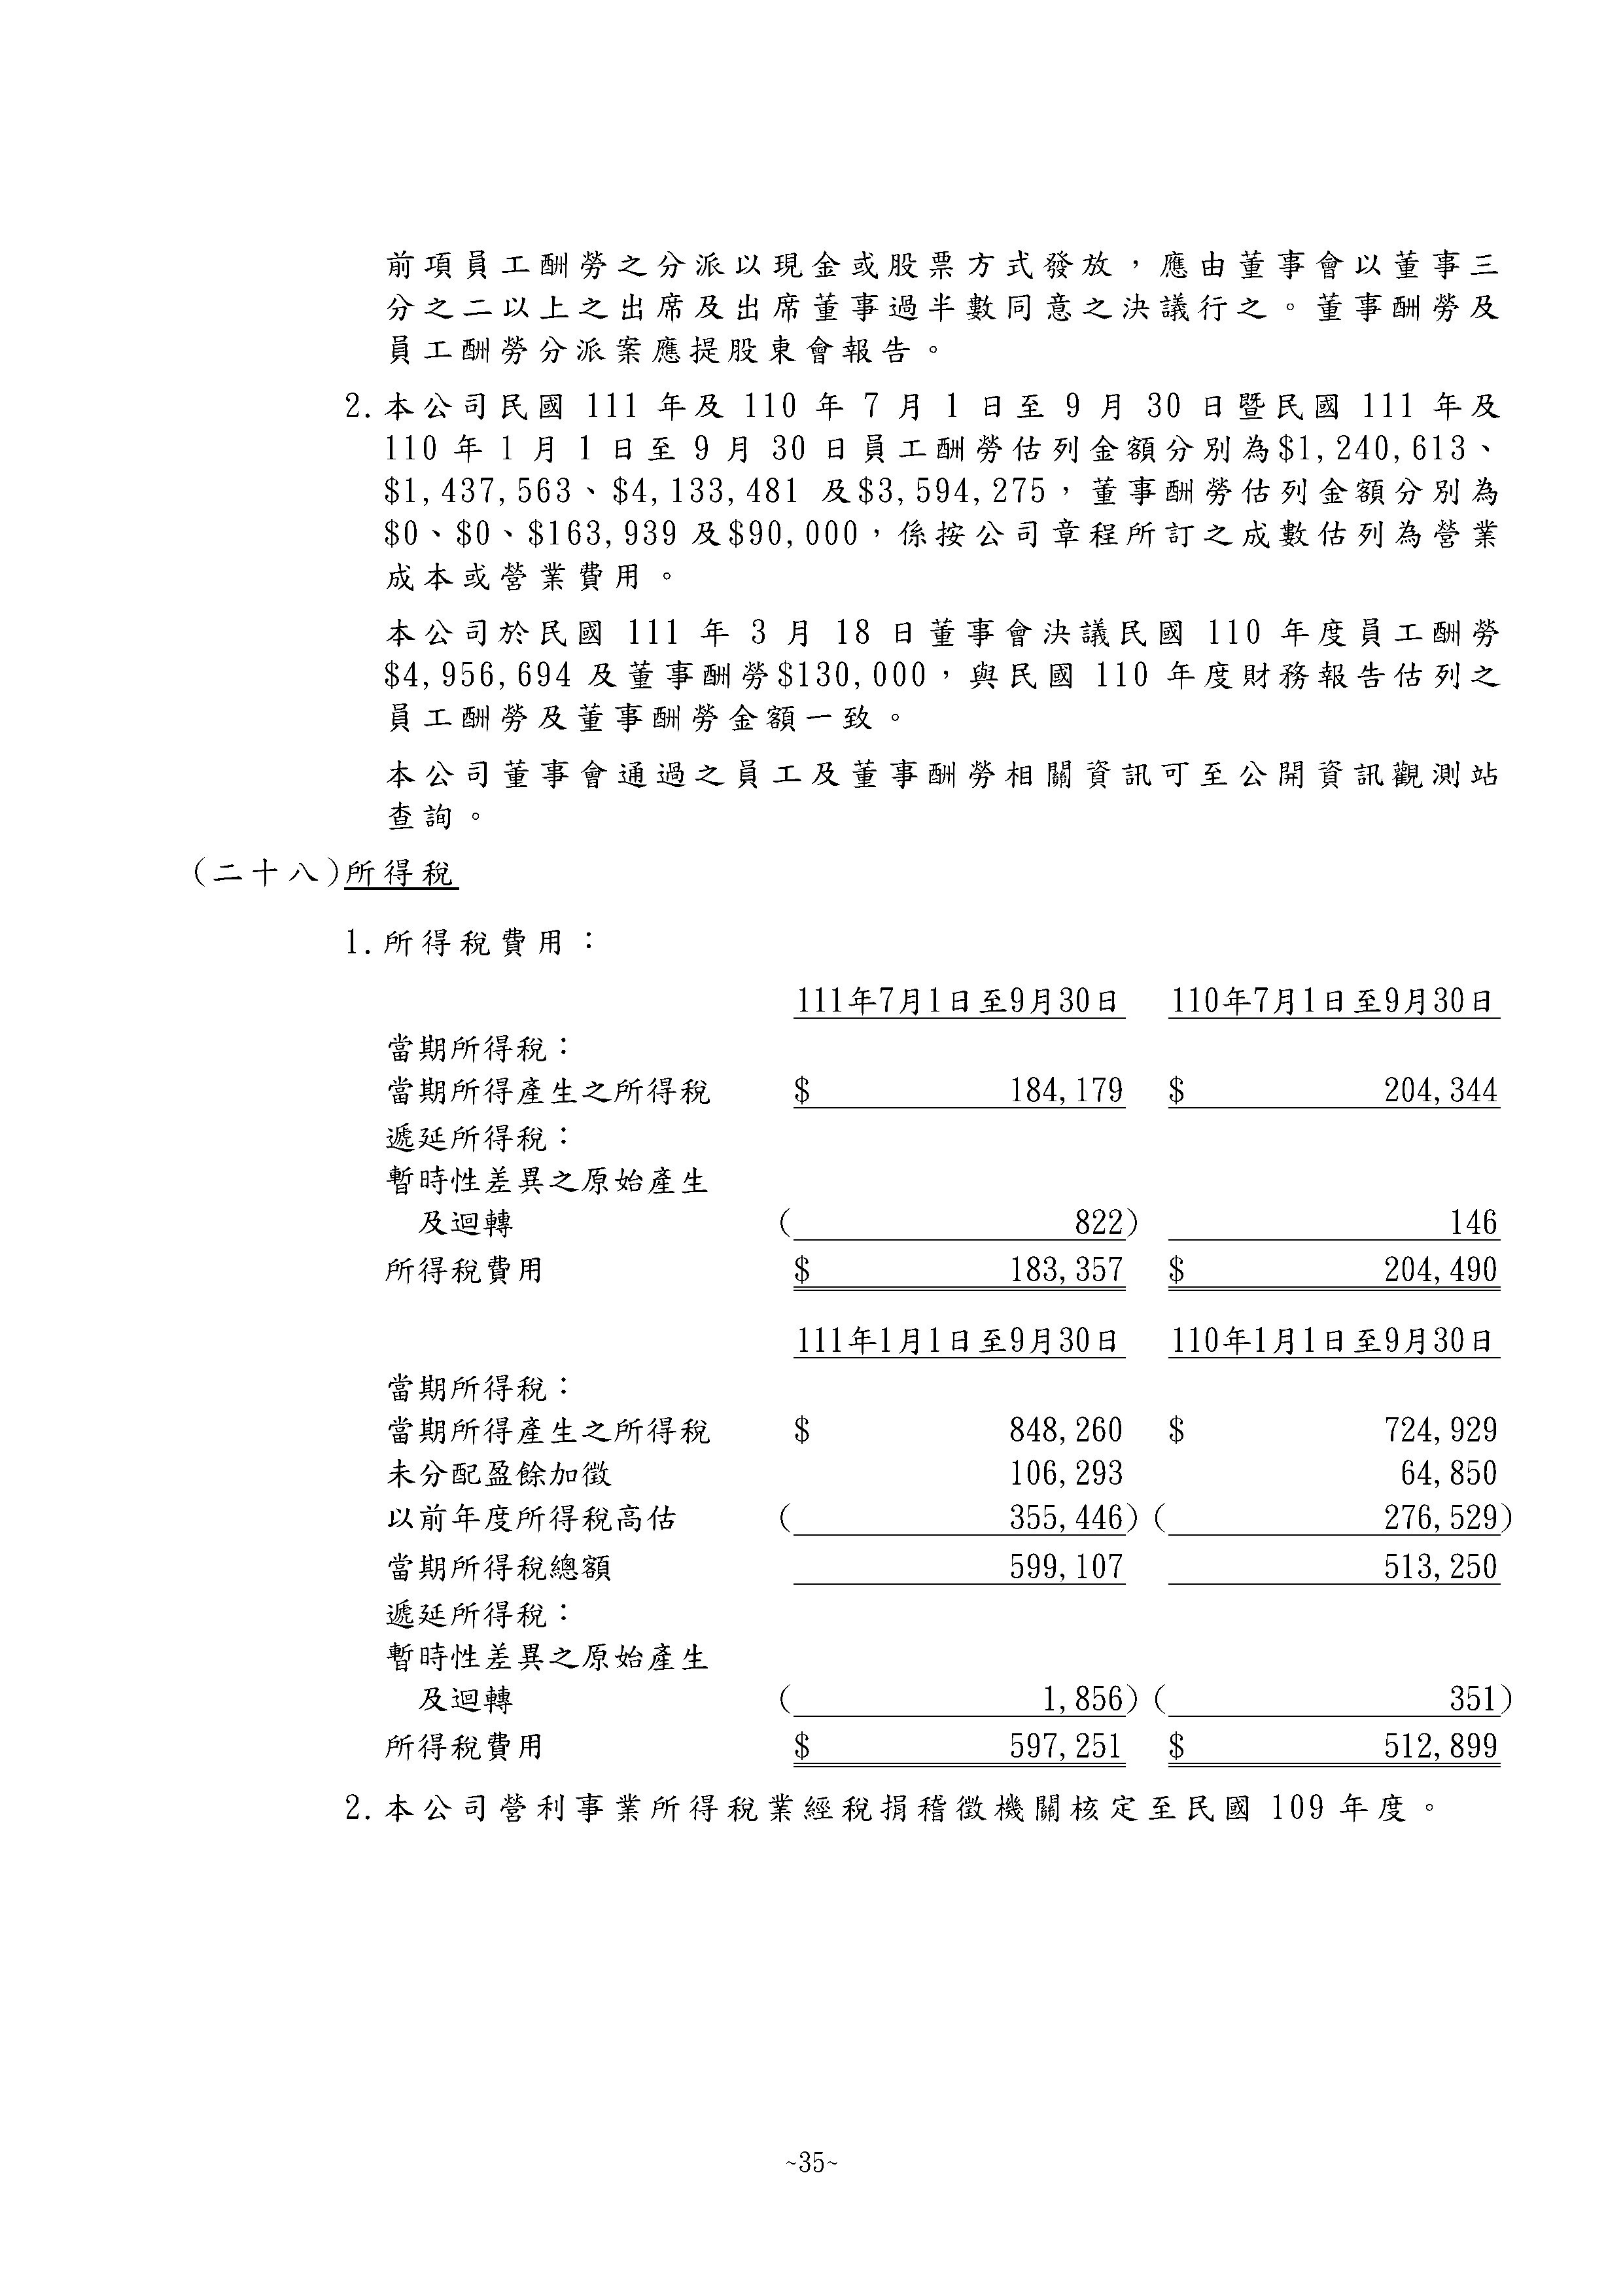 前項員工酬勞之分派以現金或股票方式發放，應由董事會以董事三
分之二以上之出席及出席董事過半數同意之決議行之。董事酬勞及
員工酬勞分派案應提股東會報告。
2.本公司民國 111 年及 110 年 7 月 1 日至 9 月 30 日暨民國 111 年及
110 年 1 月 1 日至 9 月 30 日員工酬勞估列金額分別為$1,240,613、
$1,437,563、$4,133,481 及$3,594,275，董事酬勞估列金額分別為
$0、$0、$163,939 及$90,000，係按公司章程所訂之成數估列為營業
成本或營業費用。
本公司於民國 111 年 3 月 18 日董事會決議民國 110 年度員工酬勞
$4,956,694 及董事酬勞$130,000，與民國 110 年度財務報告估列之
員工酬勞及董事酬勞金額一致。
本公司董事會通過之員工及董事酬勞相關資訊可至公開資訊觀測站
查詢。
(二十八)所得稅
1.所得稅費用：
111年7月1日至9月30日 110年7月1日至9月30日
當期所得稅：
當期所得產生之所得稅 $ 184,179 $ 204,344
遞延所得稅：
暫時性差異之原始產生
及迴轉 ( 822) 146
所得稅費用 $ 183,357 $ 204,490
111年1月1日至9月30日 110年1月1日至9月30日
當期所得稅：
當期所得產生之所得稅 $ 848,260 $ 724,929
未分配盈餘加徵 106,293 64,850
以前年度所得稅高估 ( 355,446) ( 276,529)
當期所得稅總額 599,107 513,250
遞延所得稅：
暫時性差異之原始產生
及迴轉 ( 1,856) ( 351)
所得稅費用 $ 597,251 $ 512,899
2.本公司營利事業所得稅業經稅捐稽徵機關核定至民國 109 年度。
~35~